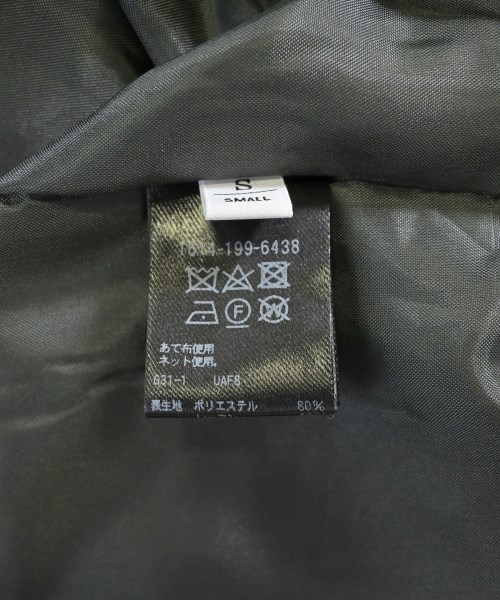 S
SMALL
1614-199-6438
F
W
あて布使用
ネット使用。
G31-1 UAF8
表生地 ポリエステル 80%